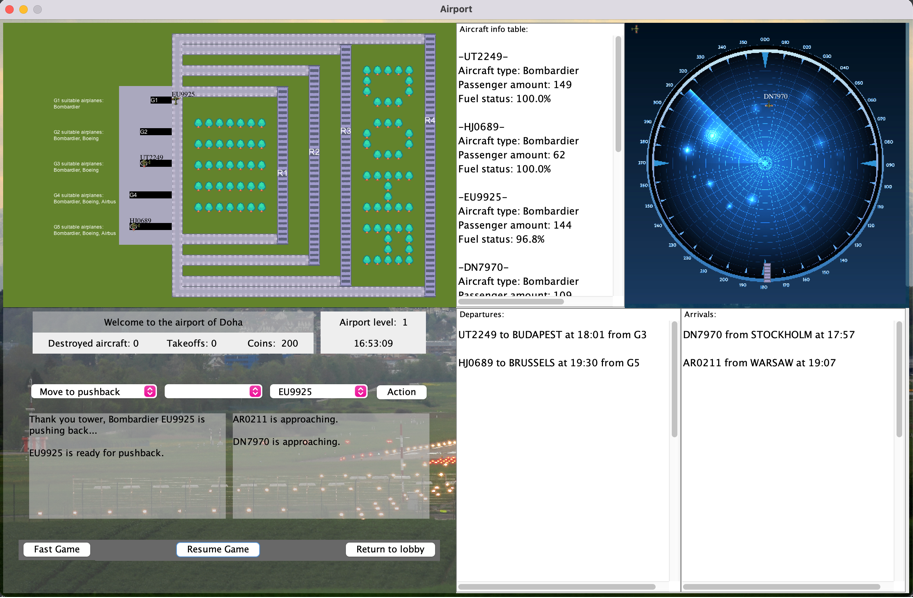 Airport
G1 suitable airplanes:
Bombardier
G2 suitable airplanes:
Bombardier, Boeing
G3 suitable airplanes:
Bombardier, Boeing
G4 suitable airplanes:
Bombardier, Boeing, Airbus
G5 suitable airplanes:
Bombardier, Boeing, Airbus
G1
EU9925
G2
UT2249
G4
HJ0689
R1
R2
R3
R4
Aircraft info table:
-UT2249-
Aircraft type: Bombardier
Passenger amount: 149
Fuel status: 100.0%
-HJ0689-
Aircraft type: Bombardier
Passenger amount: 62
Fuel status: 100.0%
-EU9925-
Aircraft type: Bombardier
Passenger amount: 144
Fuel status: 96.8%
-DN7970-
Aircraft type: Bombardier
Passenger amount: 109
DN7970
000
Welcome to the airport of Doha
Destroyed aircraft: 0 Takeoffs: 0 Coins: 200
Airport level: 1
16:53:09
Move to pushback
EU9925
Action
Thank you tower, Bombardier EU9925 is
pushing back...
EU9925 is ready for pushback.
AR0211 is approaching.
DN7970 is approaching.
Fast Game
Resume Game
Return to lobby
Departures:
UT2249 to BUDAPEST at 18:01 from G3
HJ0689 to BRUSSELS at 19:30 from G5
Arrivals:
DN7970 from STOCKHOLM at 17:57
AR0211 from WARSAW at 19:07